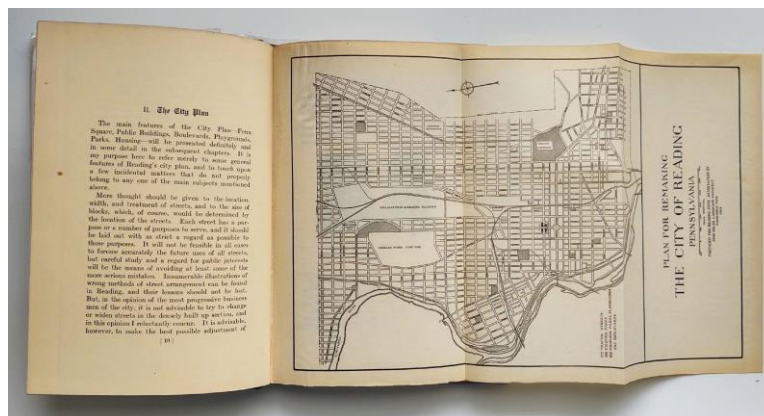 II. The City Plan
The main features of the City Plan—Penn
Square, Public Buildings, Boulevards, Playgrounds,
Parks, Housing—will be presented definitely and
in some detail in the subsequent chapters. It is
my purpose here to refer merely to some general
features of Reading's city plan, and to touch upon
a few incidental matters that do not properly
belong to any one of the main subjects mentioned
above.
More thought should be given to the location,
width, and treatment of streets, and to the size of
blocks, which, of course, would be determined by
the location of the streets. Each street has a pur-
pose or a number of purposes to serve, and it should
be laid out with as strict a regard as possible to
those purposes. It will not be feasible in all cases
to foresee accurately the future uses of all streets,
but careful study and a regard for public interests
will be the means of avoiding at least some of the
more serious mistakes. Innumerable illustrations of
wrong methods of street arrangement can be found
in Reading, and their lessons should not be lost.
But, in the opinion of the most progressive business
men of the city, it is not advisable to try to change
or widen streets in the densely built up section, and
in this opinion I reluctantly concur. It is advisable,
however, to make the best possible adjustment of
PLAN FOR REMAKING
THE CITY OF READING
PENNSYLVANIA